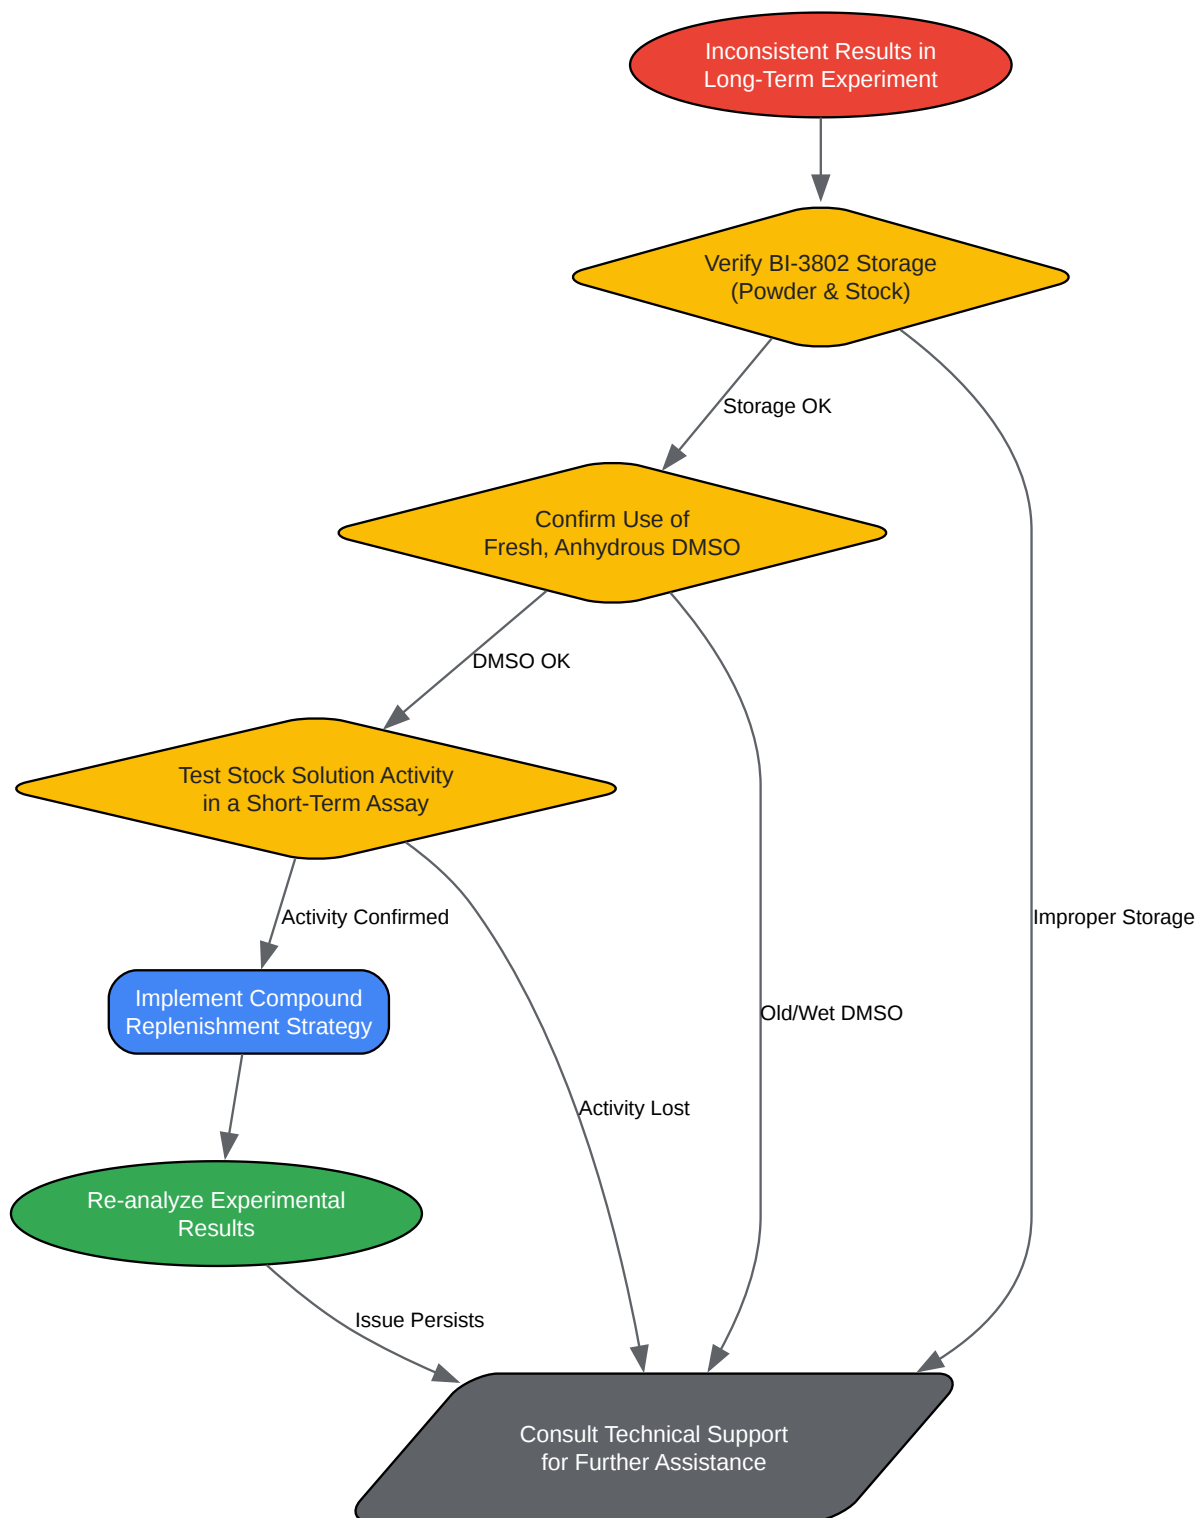 Inconsistent Results in
Long-Term Experiment
Verify BI-3802 Storage
(Powder & Stock)
Storage OK
Confirm Use of
Fresh, Anhydrous DMSO
DMSO OK
Test Stock Solution Activity
in a Short-Term Assay
Activity Confirmed
Improper Storage
Implement Compound
Replenishment Strategy
Old/Wet DMSO
Activity Lost
Re-analyze Experimental
Results
Issue Persists
Consult Technical Support
for Further Assistance